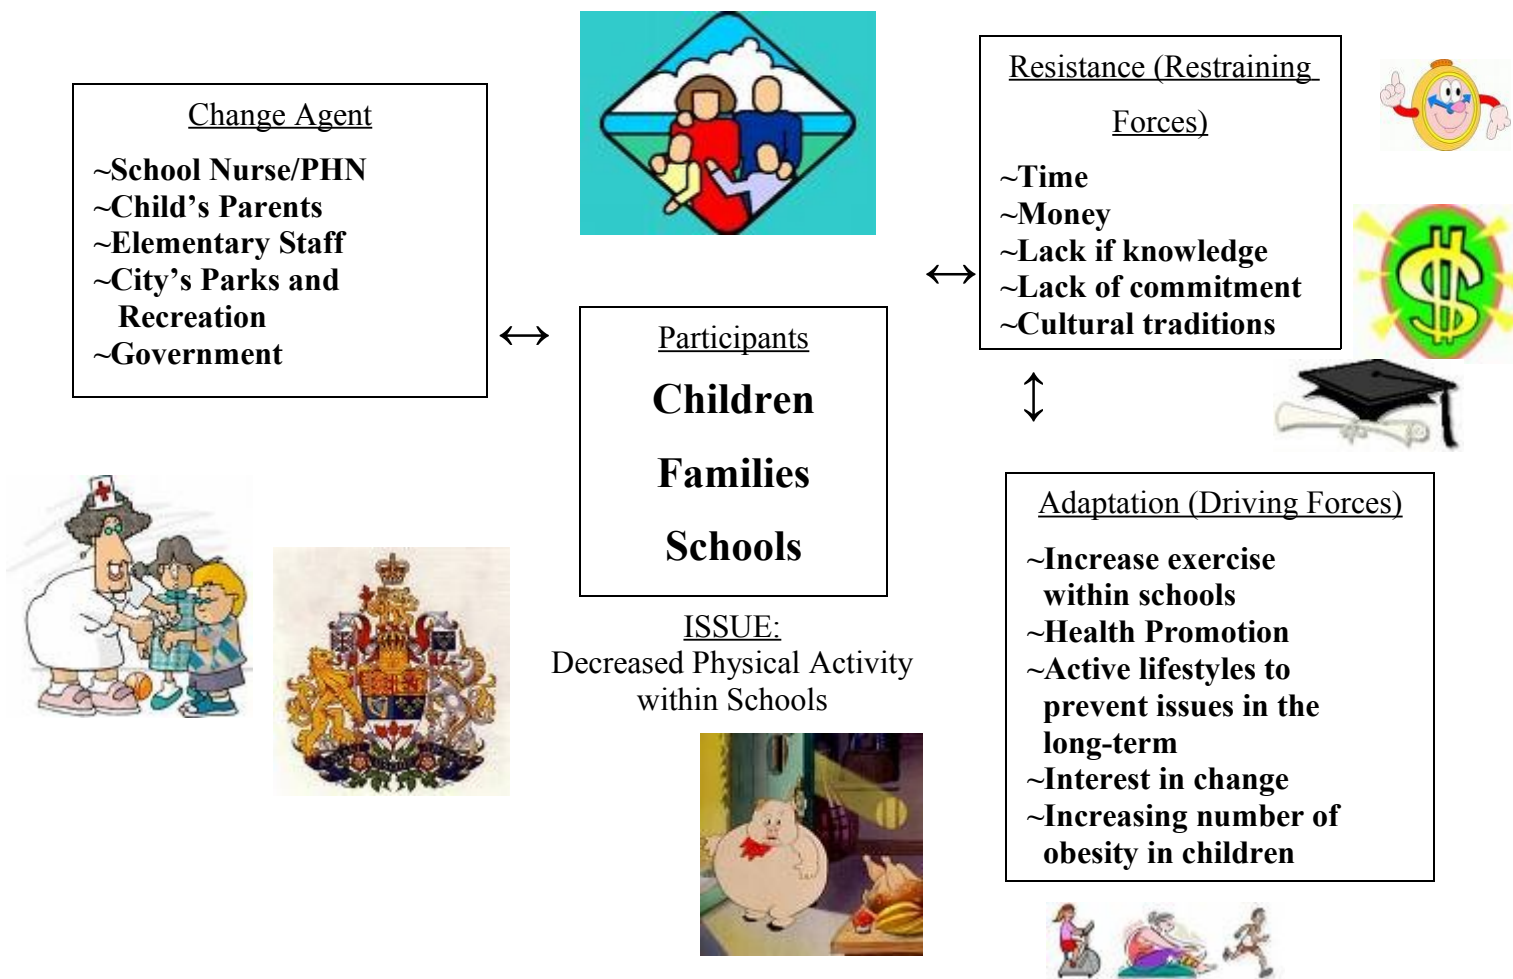 Change Agent
~School Nurse/PHN
~Child’s Parents
~Elementary Staff
~City’s Parks and
Recreation
~Government
Participants
Children
Families
Schools
ISSUE:
Decreased Physical Activity
within Schools
Resistance (Restraining
Forces)
~Time
~Money
~Lack if knowledge
~Lack of commitment
~Cultural traditions
Adaptation (Driving Forces)
~Increase exercise
within schools
~Health Promotion
~Active lifestyles to
prevent issues in the
long-term
~Interest in change
~Increasing number of
obesity in children